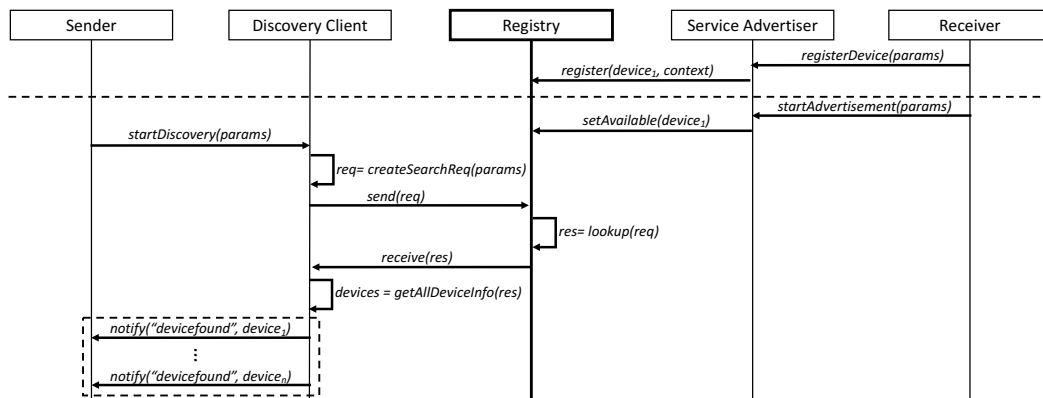 Sender
Discovery Client
Registry
Service Advertiser
Receiver
registerDevice(params)
register(device₁, context)
startAdvertisement(params)
setAvailable(device₁)
startDiscovery(params)
req= createSearchReq(params)
send(req)
res= lookup(req)
receive(res)
devices = getAllDeviceInfo(res)
notify(“devicefound”, device₁)
⋮
notify(“devicefound”, deviceₙ)